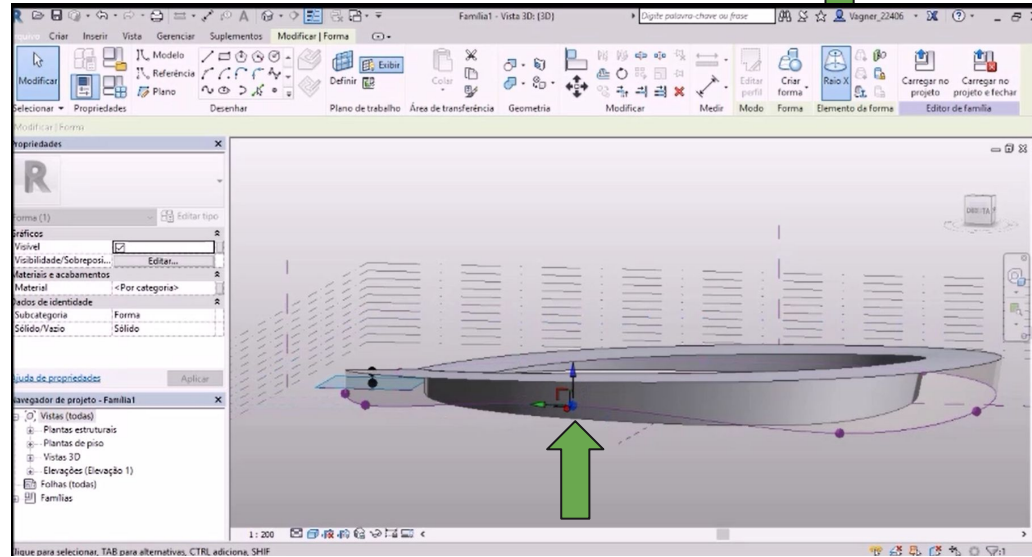 Família1 - Vista 3D: {3D}
Digite palavra-chave ou frase
Vagner_22406
Criar Inserir Vista Gerenciar Suplementos Modificar | Forma
Modificar
Modelo
Referência
Plano
Definir
Exibir
Colar
Editar perfil
Criar forma
Raio X
Carregar no projeto
Carregar no projeto e fechar
Selecionar Propriedades Desenhar Plano de trabalho Área de transferência Geometria Modificar Medir Modo Forma Elemento da forma Editor de família
Modificar | Forma
Propriedades
R
Forma (1)
Editar tipo
Gráficos
Visível
Visibilidade/Sobreposi... Editar...
Materiais e acabamentos
Material <Por categoria>
Dados de identidade
Subcategoria Forma
Sólido/Vazio Sólido
Ajuda de propriedades Aplicar
Navegador de projeto - Família1
Vistas (todas)
Plantas estruturais
Plantas de piso
Vistas 3D
Elevações (Elevação 1)
Folhas (todas)
Famílias
DIREITA
1 : 200
Clique para selecionar, TAB para alternativas, CTRL adiciona, SHIF
:1